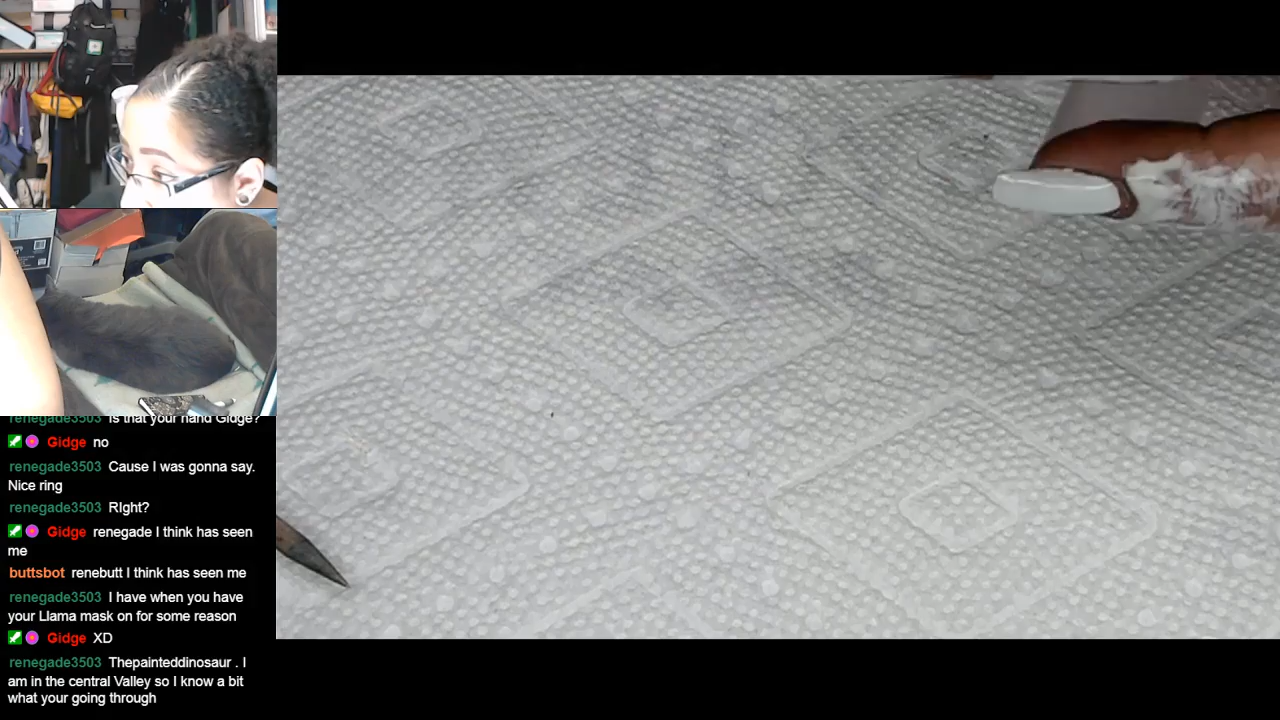 renegade3503 Is that your hand Gidge?
Gidge no
renegade3503 Cause I was gonna say.
Nice ring
renegade3503 RIght?
Gidge renegade I think has seen
me
buttsbot renebutt I think has seen me
renegade3503 I have when you have
your Llama mask on for some reason
Gidge XD
renegade3503 Thepainteddinosaur . I
am in the central Valley so I know a bit
what your going through